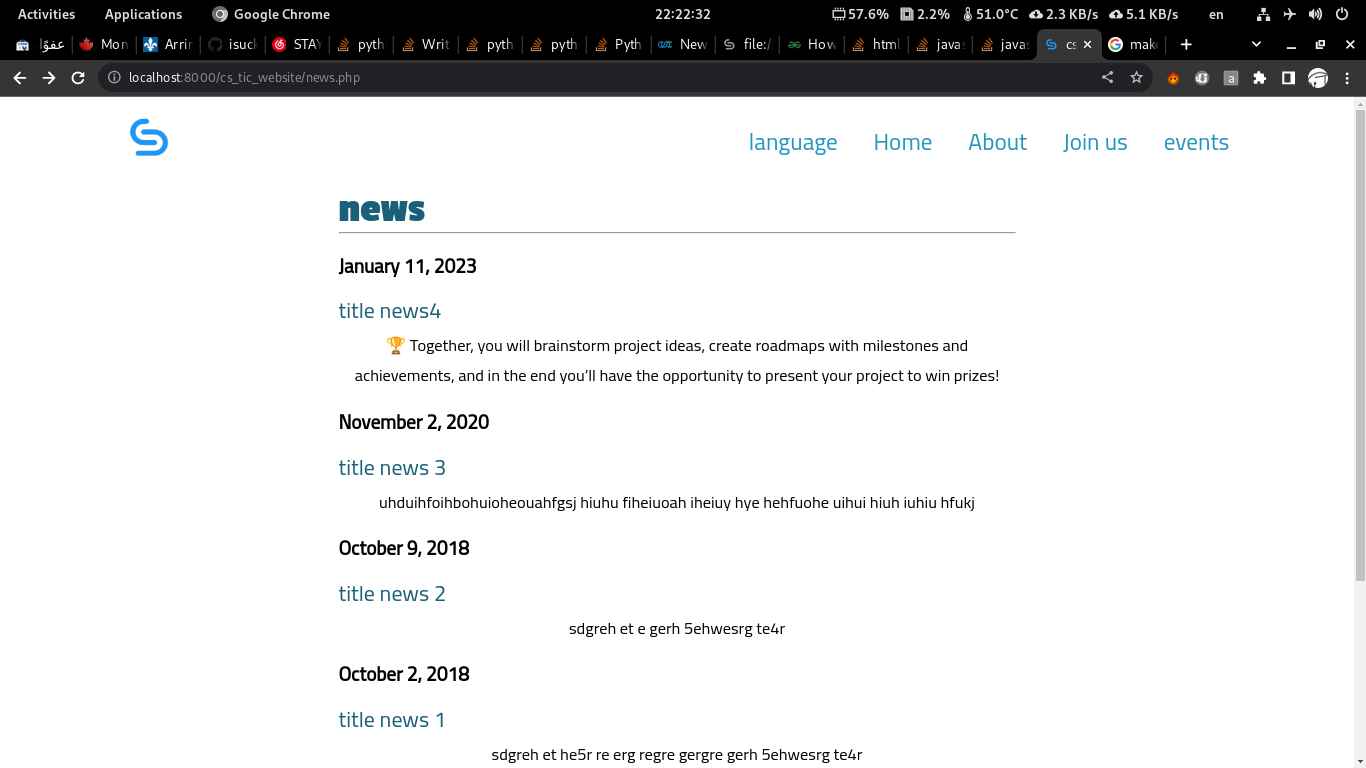 Activities Applications Google Chrome 22:22:32 57.6% 2.2% 51.0°C 2.3 KB/s 5.1 KB/s en
عفوًا Mon Arrir isuck STAY pyth Writ pyth pyth Pyth New file:/ How html javas javas cs make
localhost:8000/cs_tic_website/news.php
language Home About Join us events
news
January 11, 2023
title news4
🏆 Together, you will brainstorm project ideas, create roadmaps with milestones and
achievements, and in the end you’ll have the opportunity to present your project to win prizes!
November 2, 2020
title news 3
uhduihfoihbohuioheouahfgsj hiuhu fiheiuoah iheiuy hye hehfuohe uihui hiuh iuhiu hfukj
October 9, 2018
title news 2
sdgreh et e gerh 5ehwesrg te4r
October 2, 2018
title news 1
sdgreh et he5r re erg regre gergre gerh 5ehwesrg te4r